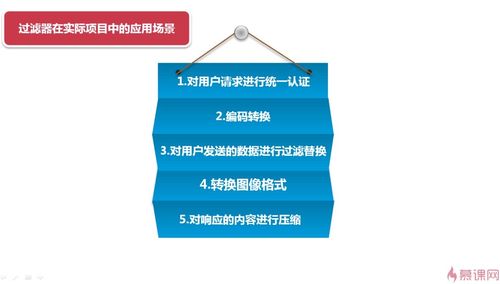 过滤器在实际项目中的应用场景
1.对用户请求进行统一认证
2.编码转换
3.对用户发送的数据进行过滤替换
4.转换图像格式
5.对响应的内容进行压缩
慕课网